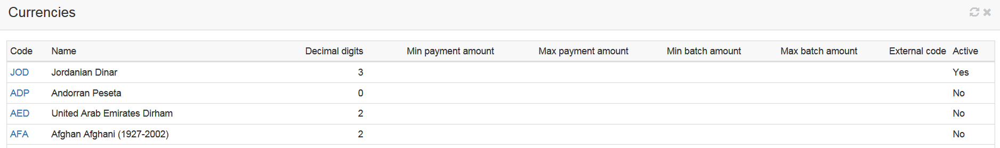 Currencies
Code Name Decimal digits Min payment amount Max payment amount Min batch amount Max batch amount External code Active
JOD Jordanian Dinar 3 Yes
ADP Andorran Peseta 0 No
AED United Arab Emirates Dirham 2 No
AFA Afghan Afghani (1927-2002) 2 No